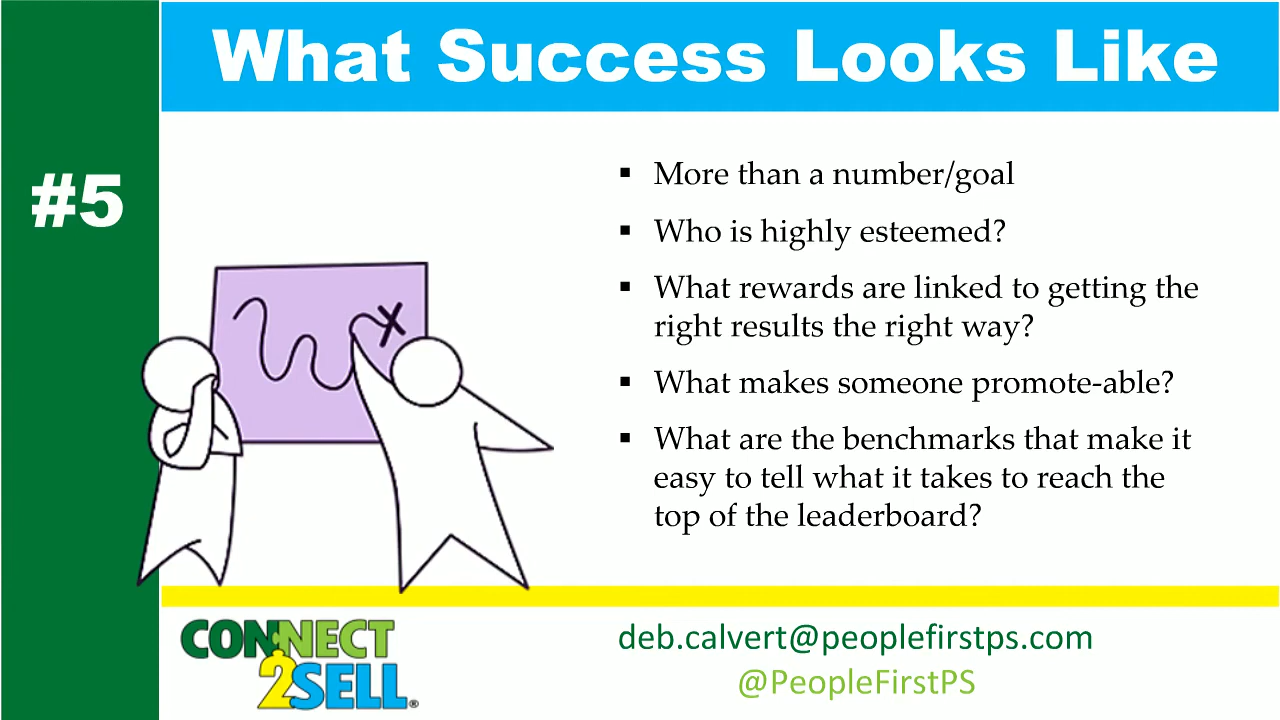 What Success Looks Like
#5
▪ More than a number/goal
▪ Who is highly esteemed?
▪ What rewards are linked to getting the
right results the right way?
▪ What makes someone promote-able?
▪ What are the benchmarks that make it
easy to tell what it takes to reach the
top of the leaderboard?
CONNECT
2SELL®
deb.calvert@peoplefirstps.com
@PeopleFirstPS